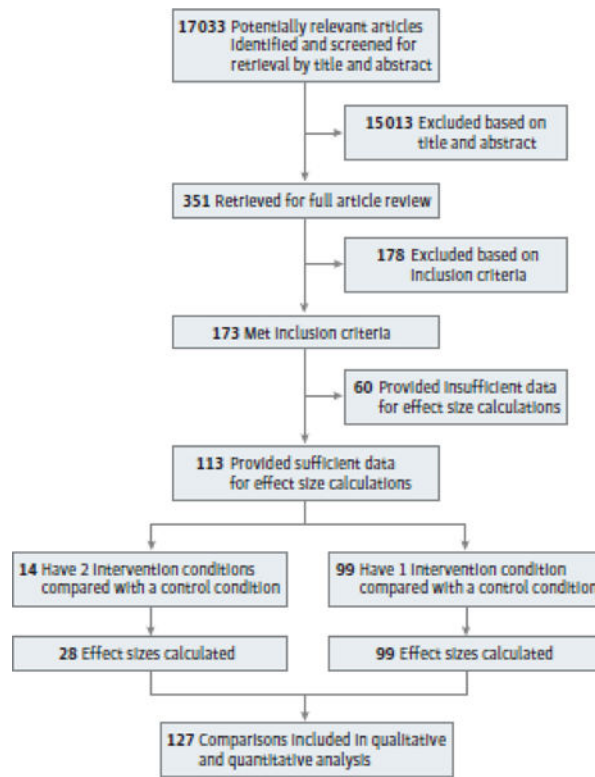 17033 Potentially relevant articles
identified and screened for
retrieval by title and abstract
15013 Excluded based on
title and abstract
351 Retrieved for full article review
178 Excluded based on
inclusion criteria
173 Met inclusion criteria
60 Provided insufficient data
for effect size calculations
113 Provided sufficient data
for effect size calculations
14 Have 2 intervention conditions
compared with a control condition
99 Have 1 intervention condition
compared with a control condition
28 Effect sizes calculated
99 Effect sizes calculated
127 Comparisons included in qualitative
and quantitative analysis